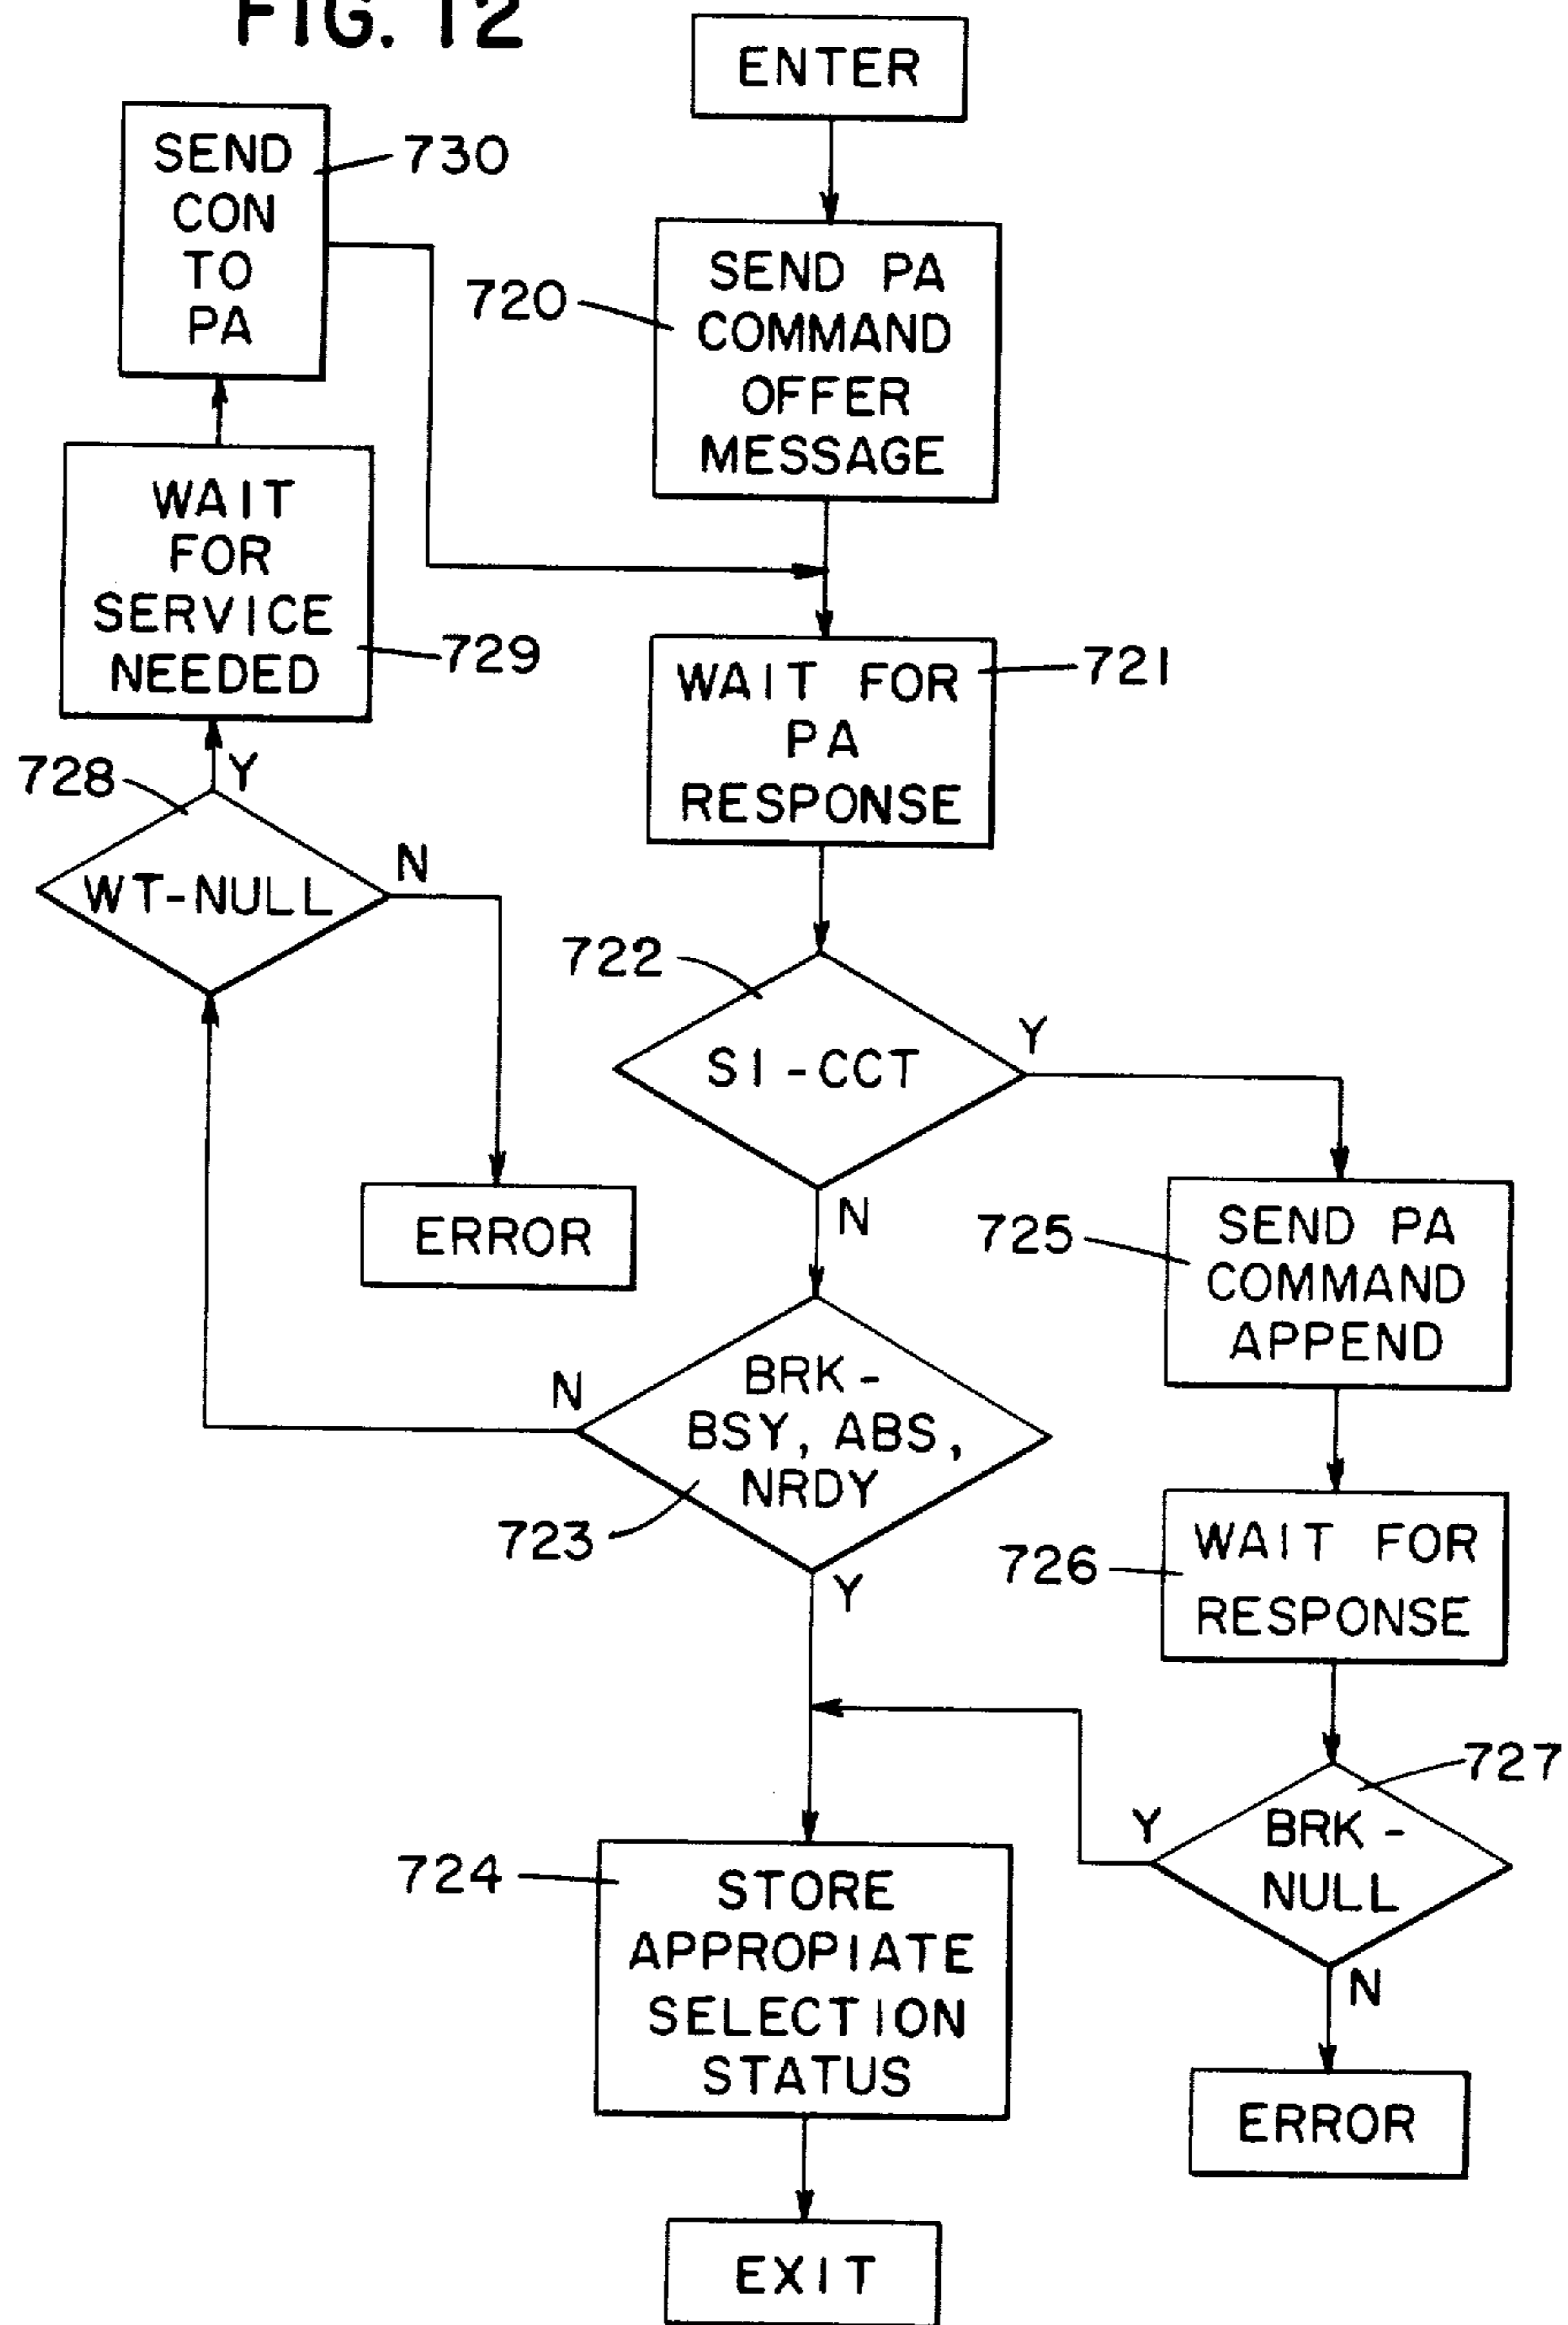 FIG. 12
ENTER
SEND
CON
TO
PA
730
720
SEND PA
COMMAND
OFFER
MESSAGE
WAIT
FOR
SERVICE
NEEDED
729
WAIT FOR
PA
RESPONSE
721
728
Y
WT-NULL
N
722
SI-CCT
Y
N
ERROR
725
SEND PA
COMMAND
APPEND
N
BRK-
BSY, ABS,
NRDY
723
Y
726
WAIT FOR
RESPONSE
727
Y
BRK-
NULL
N
724
STORE
APPROPIATE
SELECTION
STATUS
ERROR
EXIT